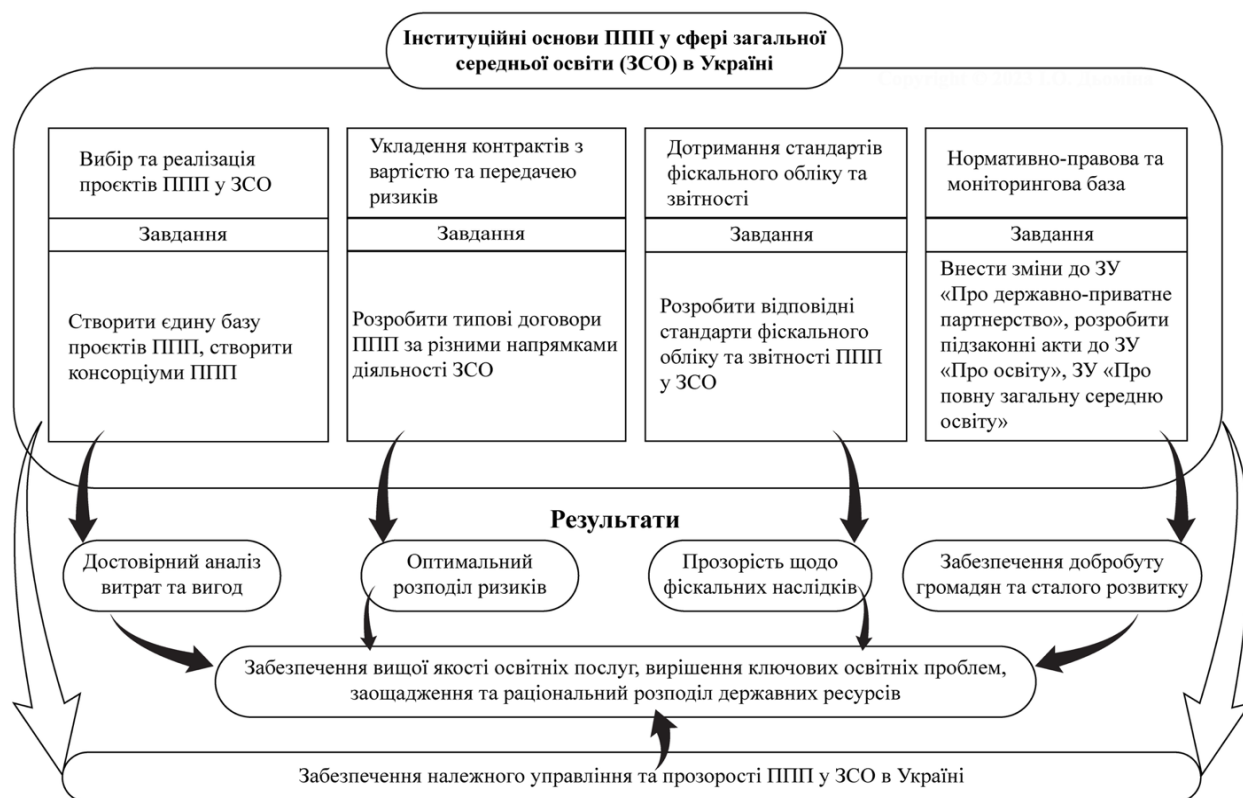 Інституційні основи ППП у сфері загальної
середньої освіти (ЗСО) в Україні
Вибір та реалізація
проєктів ППП у ЗСО
Завдання
Створити єдину базу
проєктів ППП, створити
консорціуми ППП
Укладення контрактів з
вартістю та передачею
ризиків
Завдання
Розробити типові договори
ППП за різними напрямками
діяльності ЗСО
Дотримання стандартів
фіскального обліку та
звітності
Завдання
Розробити відповідні
стандарти фіскального
обліку та звітності ППП
у ЗСО
Нормативно-правова та
моніторингова база
Завдання
Внести зміни до ЗУ
«Про державно-приватне
партнерство», розробити
підзаконні акти до ЗУ
«Про освіту», ЗУ «Про
повну загальну середню
освіту»
Результати
Достовірний аналіз
витрат та вигод
Оптимальний
розподіл ризиків
Прозорість щодо
фіскальних наслідків
Забезпечення добробуту
громадян та сталого розвитку
Забезпечення вищої якості освітніх послуг, вирішення ключових освітніх проблем,
заощадження та раціональний розподіл державних ресурсів
Забезпечення належного управління та прозорості ППП у ЗСО в Україні